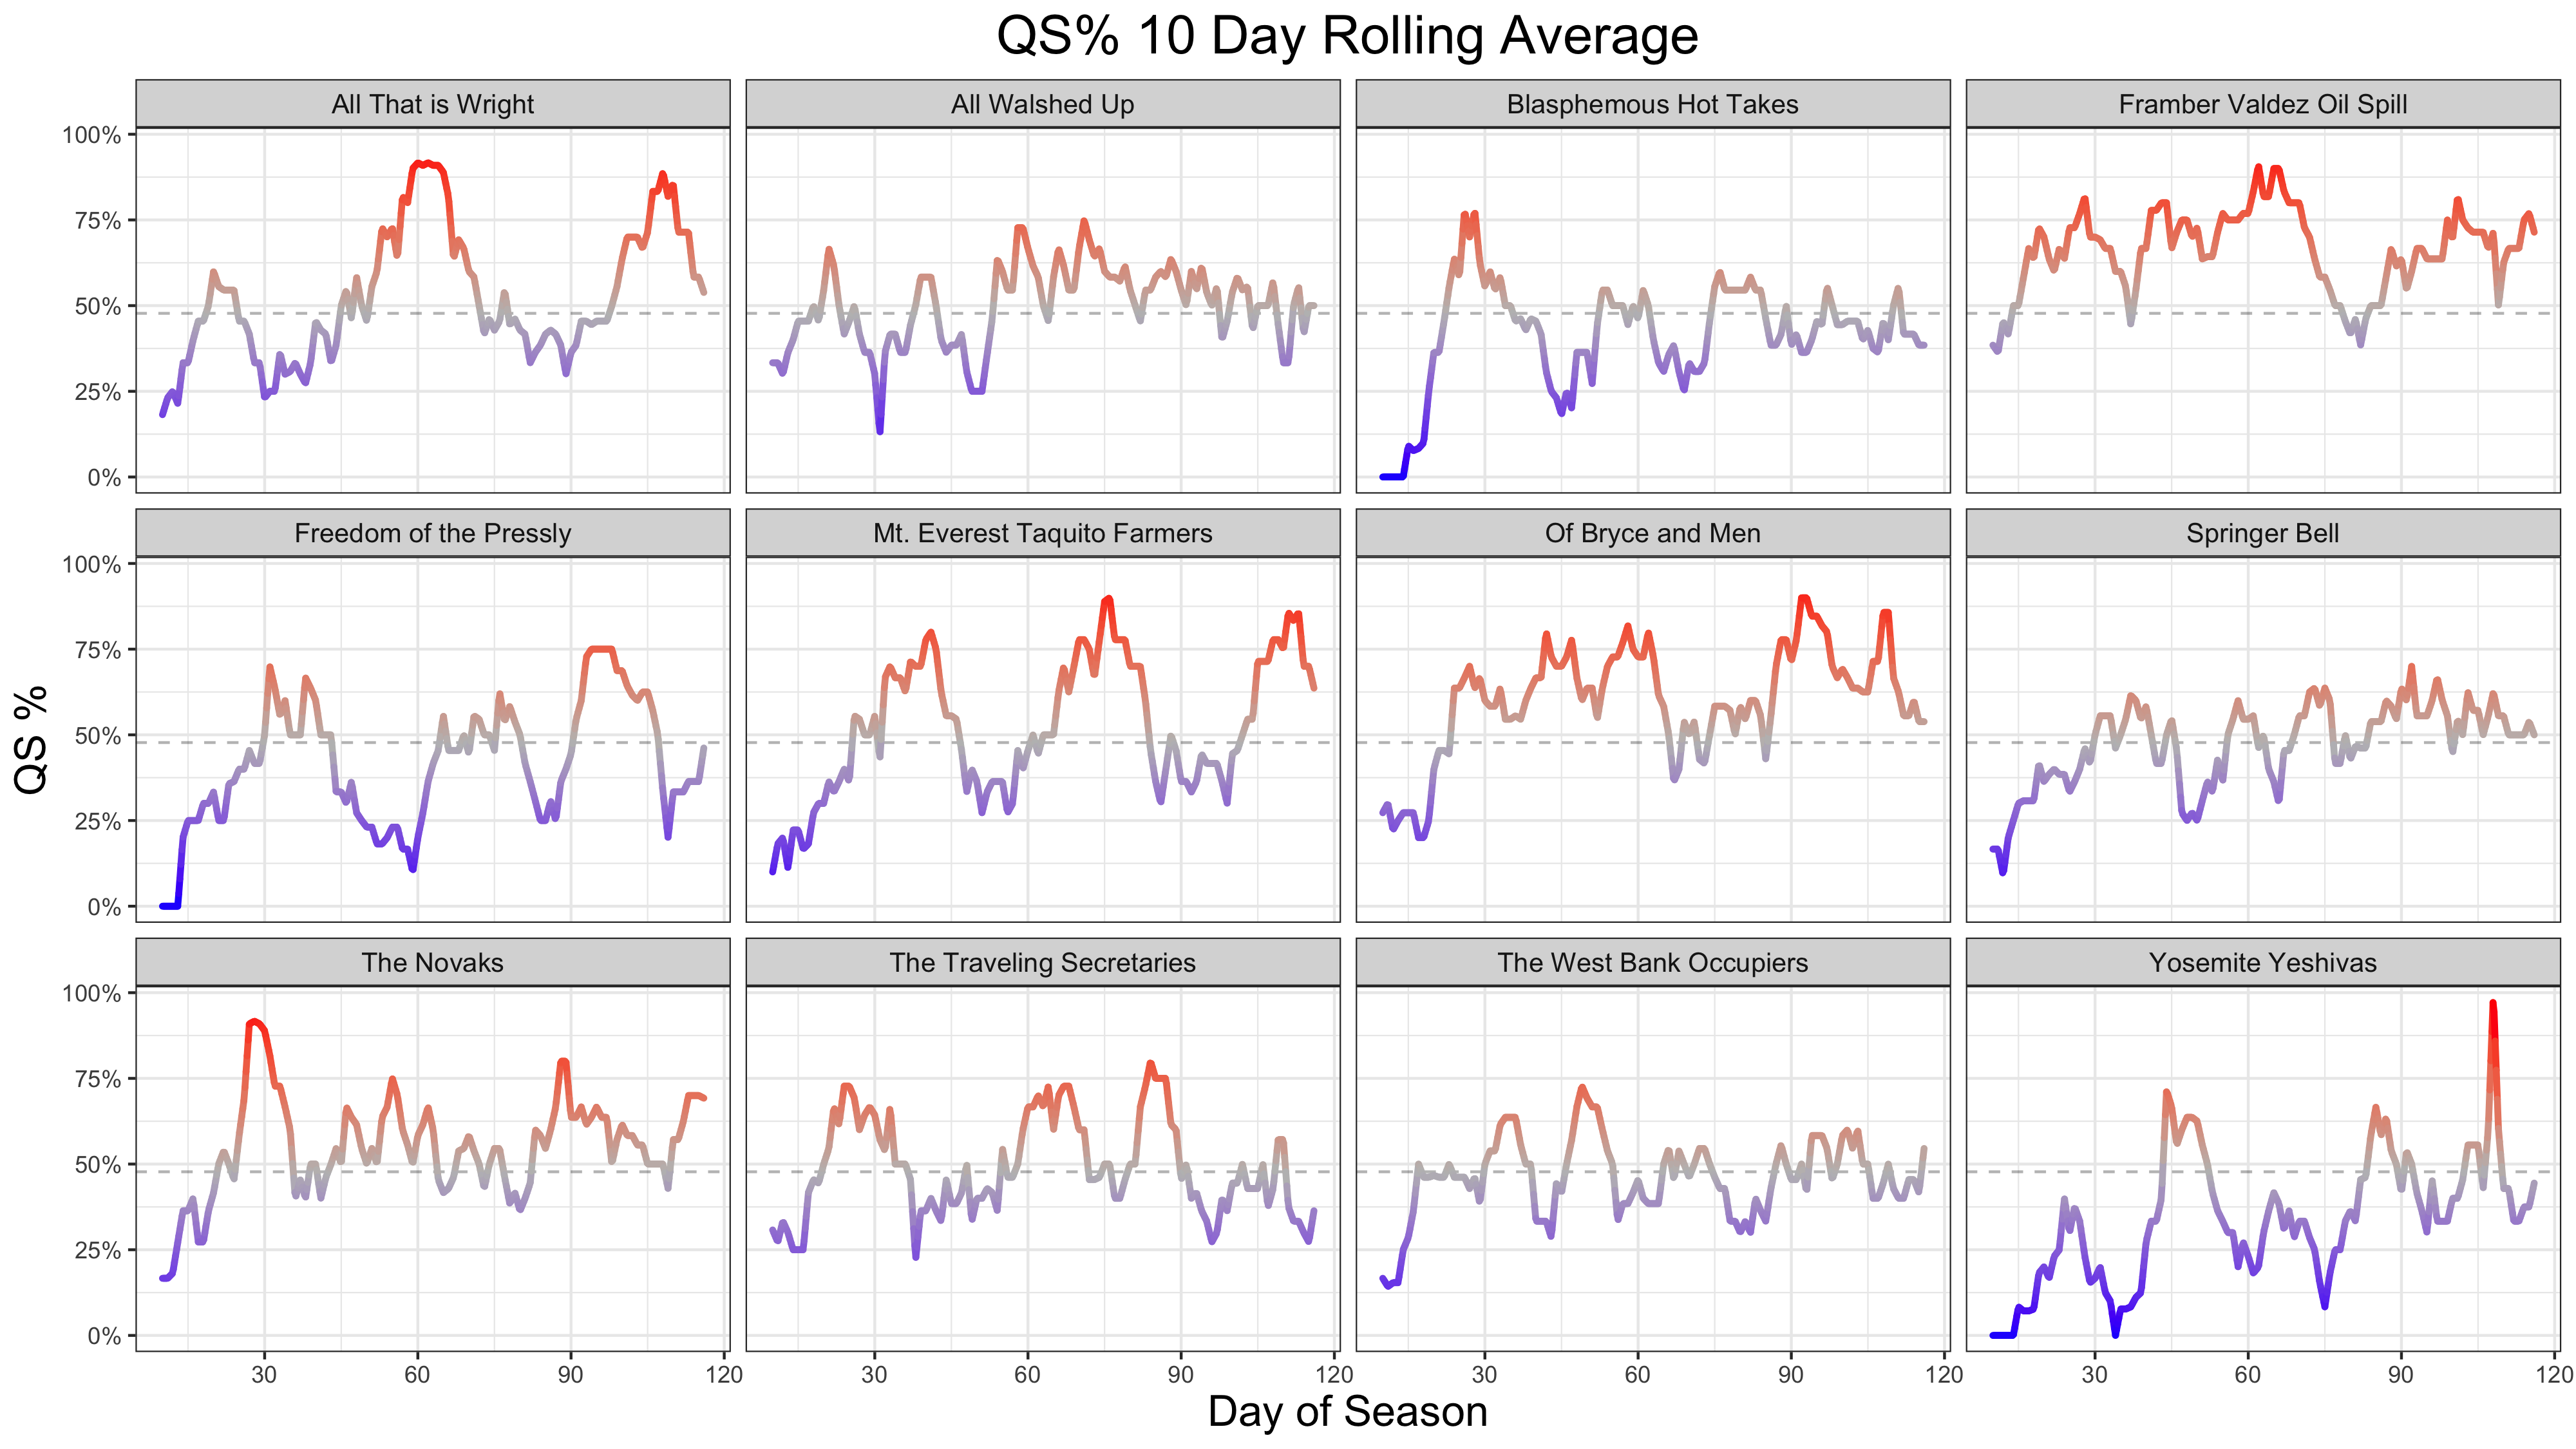 QS% 10 Day Rolling Average
All That is Wright
All Walshed Up
Blasphemous Hot Takes
Framber Valdez Oil Spill
100%
75%
50%
25%
0%
Freedom of the Pressly
Mt. Everest Taquito Farmers
Of Bryce and Men
Springer Bell
100%
75%
50%
25%
0%
QS %
The Novaks
The Traveling Secretaries
The West Bank Occupiers
Yosemite Yeshivas
100%
75%
50%
25%
0%
30 60 90 120
30 60 90 120
30 60 90 120
30 60 90 120
Day of Season